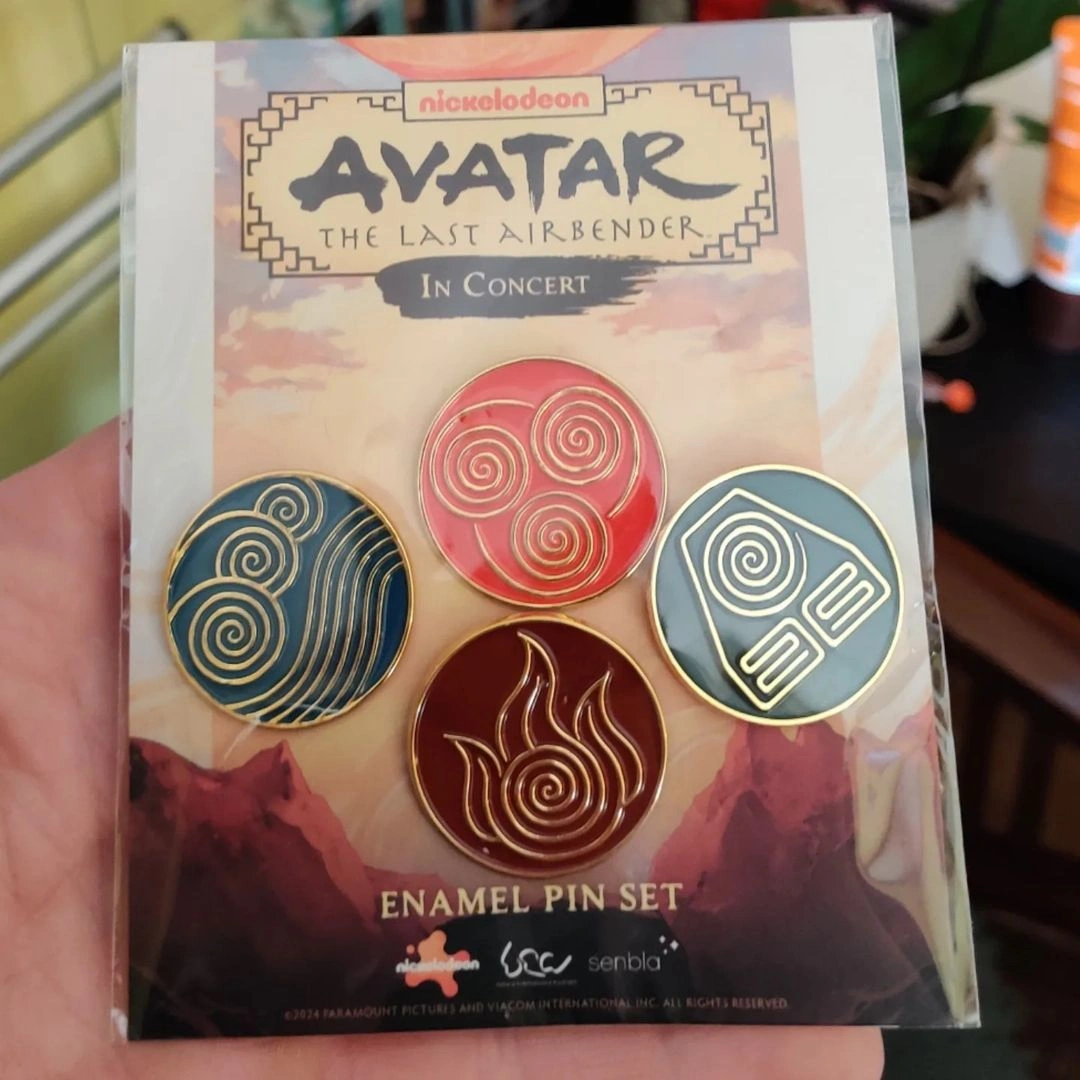 nickelodeon
AVATAR
THE LAST AIRBENDER
IN CONCERT
ENAMEL PIN SET
nickelodeon
senbla
©2024 PARAMOUNT PICTURES AND VIACOM INTERNATIONAL INC. ALL RIGHTS RESERVED.